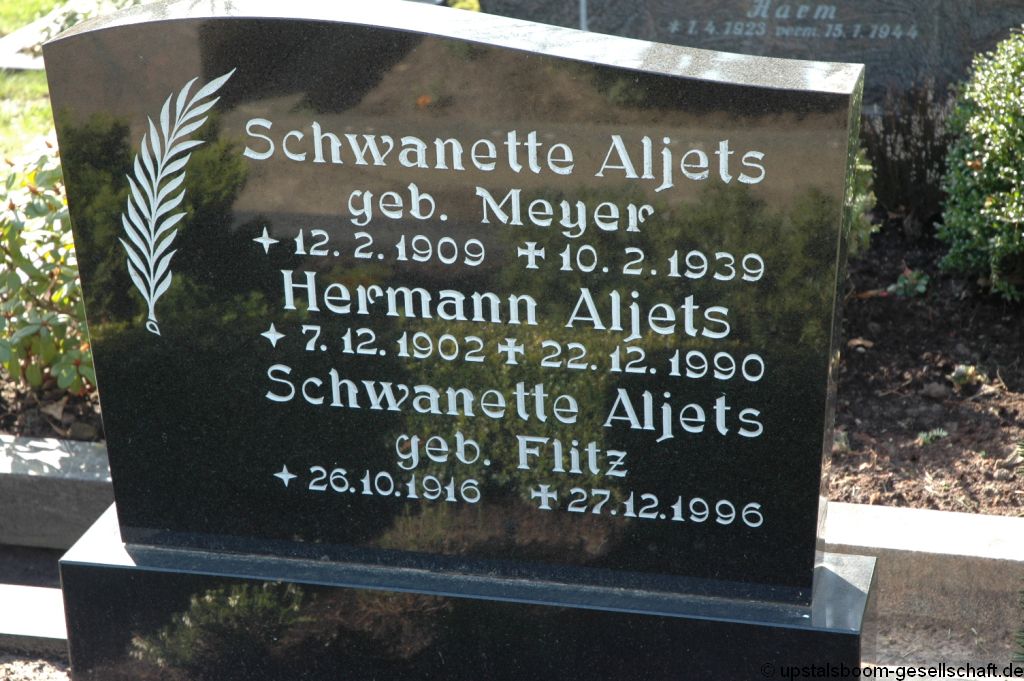 Harm
* 1.4.1923 verm. 15.1.1944
Schwanette Aljets
geb. Meyer
12.2.1909 ✝10.2.1939
Hermann Aljets
7.12.1902 ✝ 22.12.1990
Schwanette Aljets
geb. Flitz
26.10.1916 ✝27.12.1996
© upstalsboom-gesellschaft.de